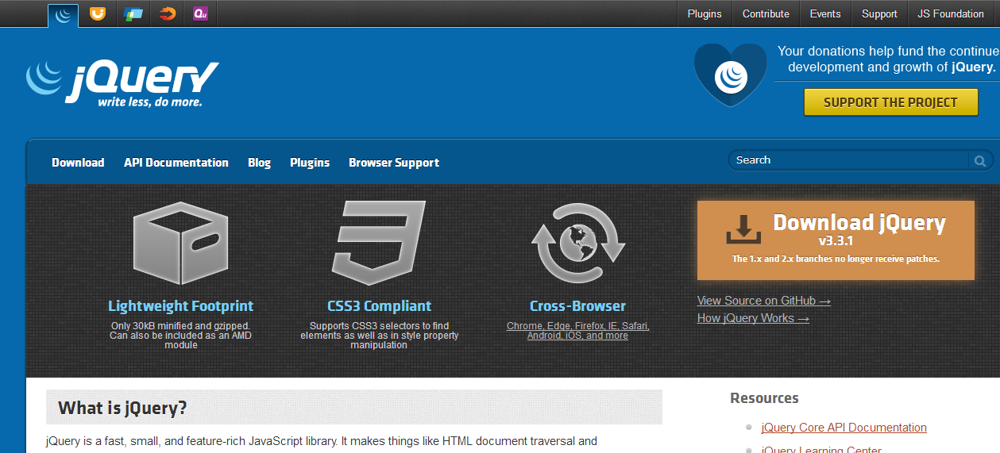 Qu
Plugins
Contribute
Events
Support
JS Foundation
jQuery
write less, do more.
Your donations help fund the continue
development and growth of jQuery.
SUPPORT THE PROJECT
Download
API Documentation
Blog
Plugins
Browser Support
Search
Lightweight Footprint
Only 30kB minified and gzipped.
Can also be included as an AMD
module
CSS3 Compliant
Supports CSS3 selectors to find
elements as well as in style property
manipulation
Cross-Browser
Chrome, Edge, Firefox, IE, Safari,
Android, iOS, and more
Download jQuery
v3.3.1
The 1.x and 2.x branches no longer receive patches.
View Source on GitHub →
How jQuery Works →
What is jQuery?
jQuery is a fast, small, and feature-rich JavaScript library. It makes things like HTML document traversal and
Resources
jQuery Core API Documentation
jQuery Learning Center